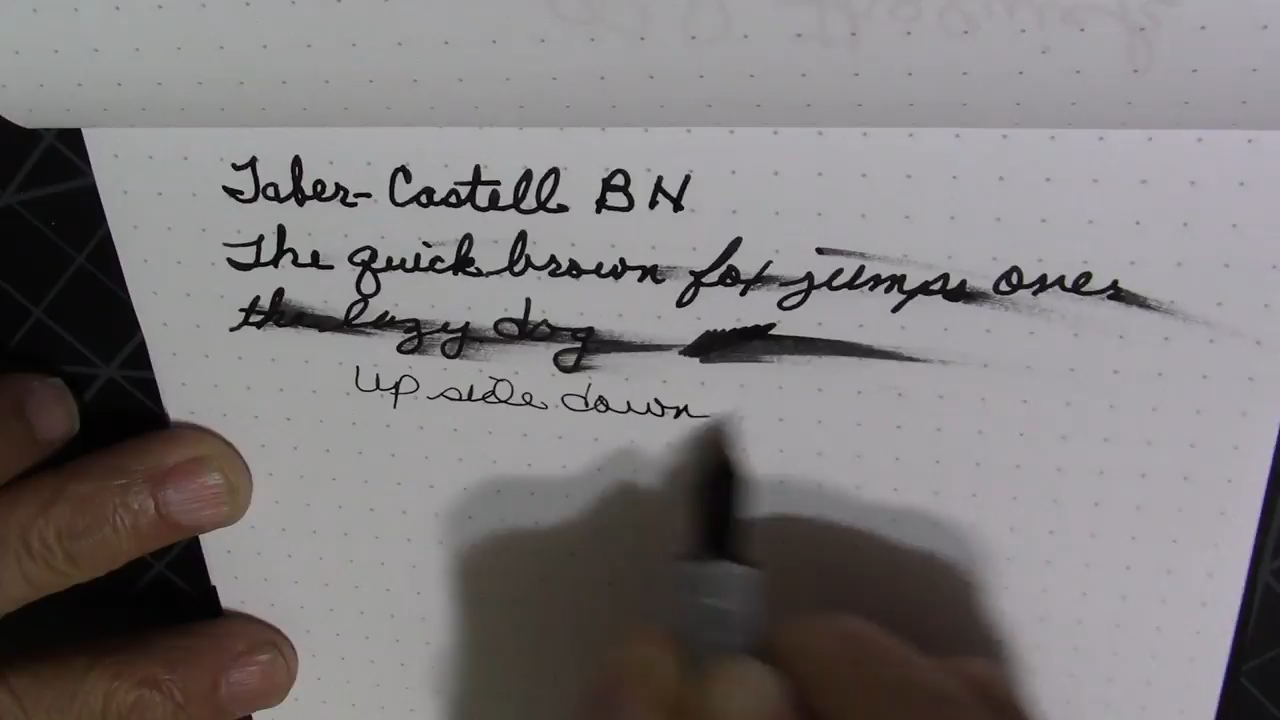 Faber-Castell BN
The quick brown fox jumps over
the lazy dog
Up side down